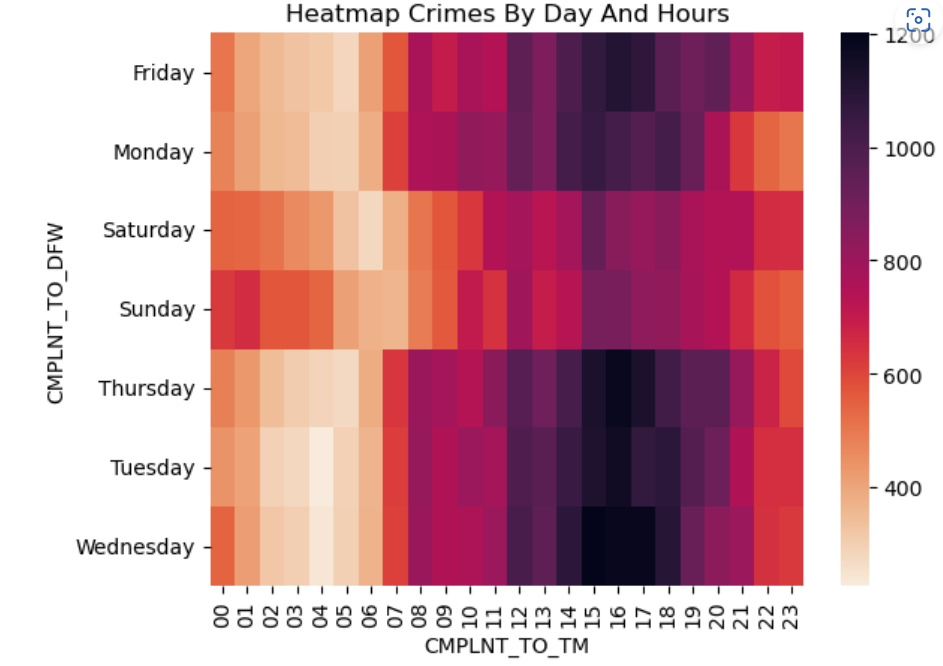 Heatmap Crimes By Day And Hours
CMPLNT_TO_DFW
Friday
Monday
Saturday
Sunday
Thursday
Tuesday
Wednesday
00 01 02 03 04 05 06 07 08 09 10 11 12 13 14 15 16 17 18 19 20 21 22 23
CMPLNT_TO_TM
1200
1000
800
600
400